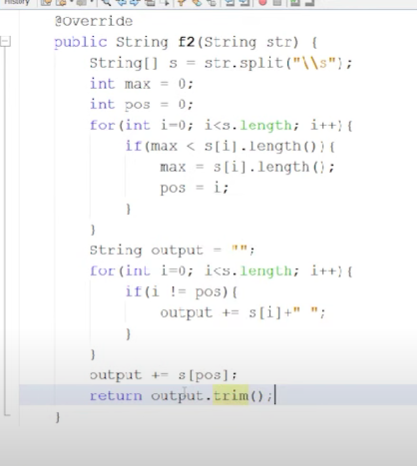 History
@Override
public String f2(String str) {
String[] s = str.split("\\s");
int max = 0;
int pos = 0;
for(int i=0; i<s.length; i++){
if(max < s[i].length()){
max = s[i].length();
pos = i;
}
}
String output = "";
for(int i=0; i<s.length; i++){
if(i != pos){
output += s[i]+" ";
}
}
output += s[pos];
return output.trim();
}